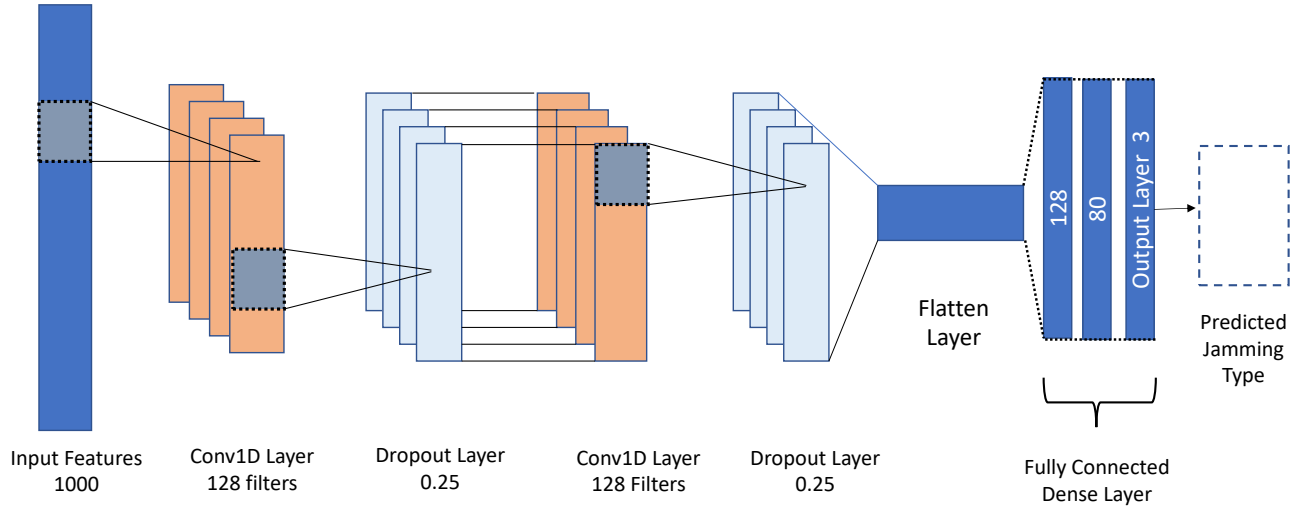 Input Features
1000
Conv1D Layer
128 filters
Dropout Layer
0.25
Conv1D Layer
128 Filters
Dropout Layer
0.25
Flatten
Layer
128
80
Output Layer 3
Fully Connected
Dense Layer
Predicted
Jamming
Type